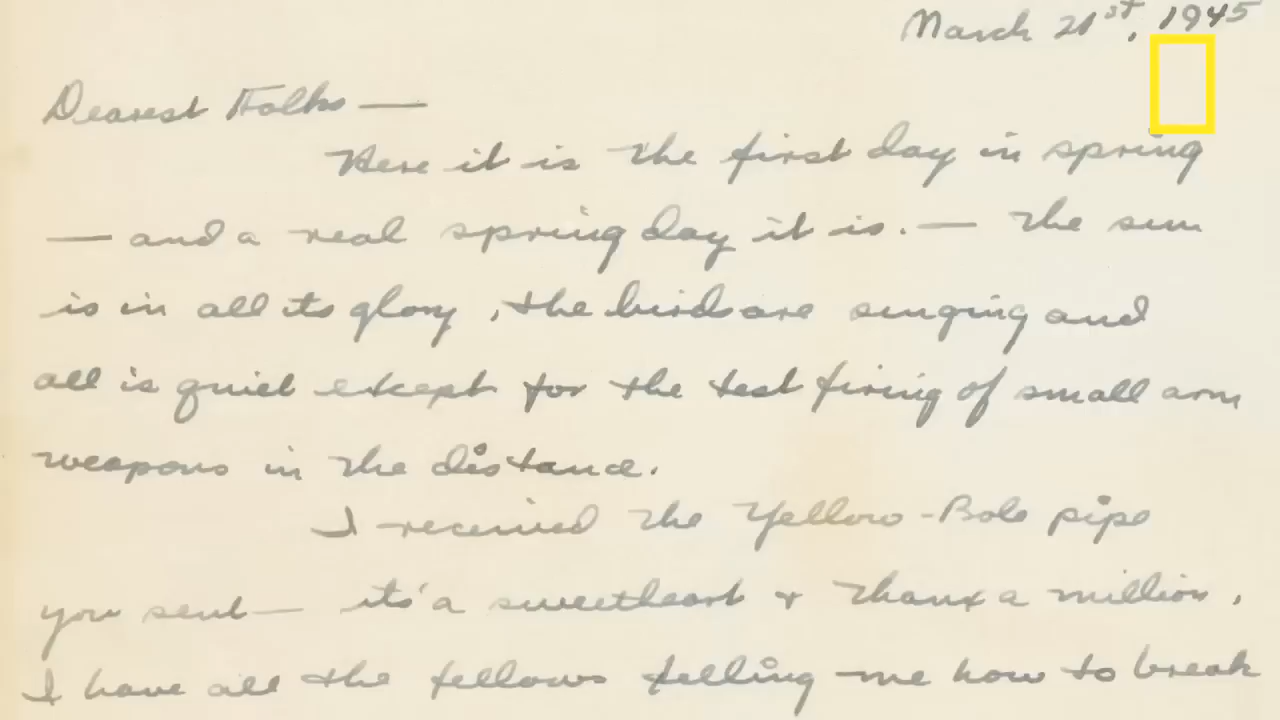 March 21st, 1945
Dearest Folks —
Here it is the first day in spring
— and a real spring day it is. — The sun
is in all its glory, the birds are singing and
all is quiet except for the test firing of small arm
weapons in the distance.
I received the Yellow-Bole pipe
you sent — its' a sweetheart & thanx a million.
I have all the fellows telling me how to break